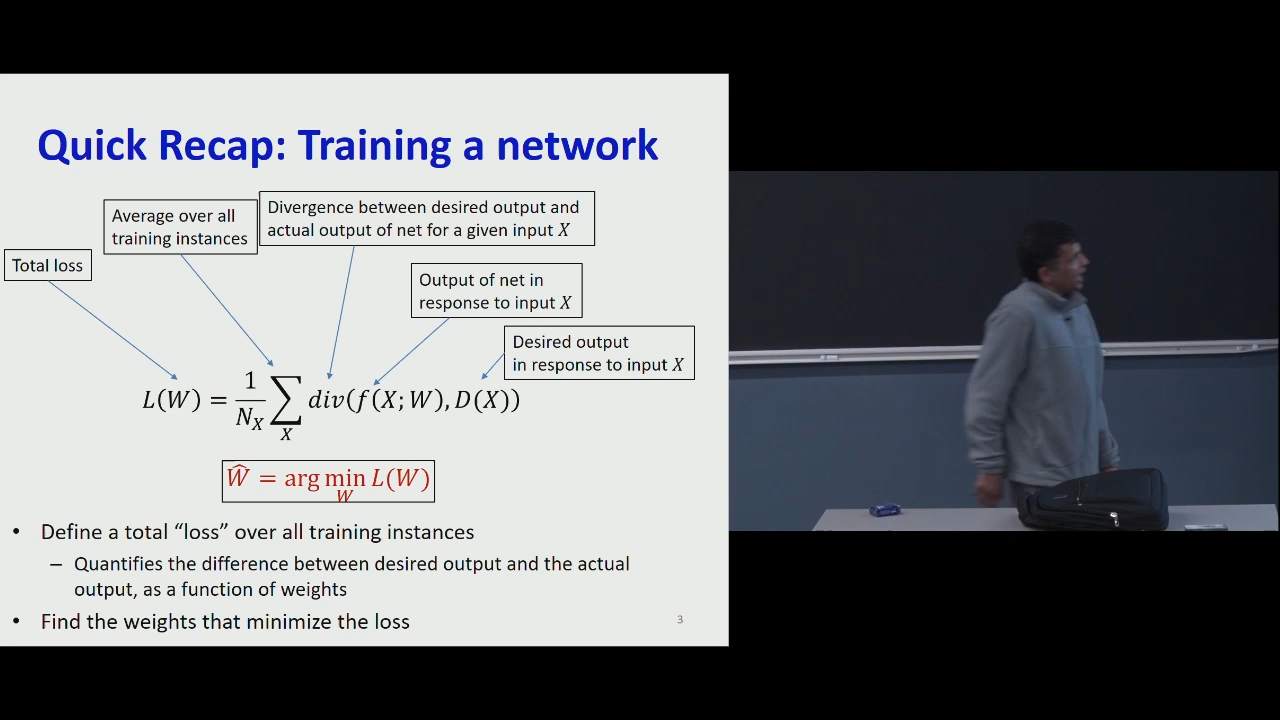 Quick Recap: Training a network
Average over all
training instances
Divergence between desired output and
actual output of net for a given input X
Total loss
Output of net in
response to input X
Desired output
in response to input X
L(W) = 1/N_X ∑_X div(f(X; W), D(X))
Ŵ = arg min_W L(W)
• Define a total “loss” over all training instances
– Quantifies the difference between desired output and the actual
output, as a function of weights
• Find the weights that minimize the loss
3